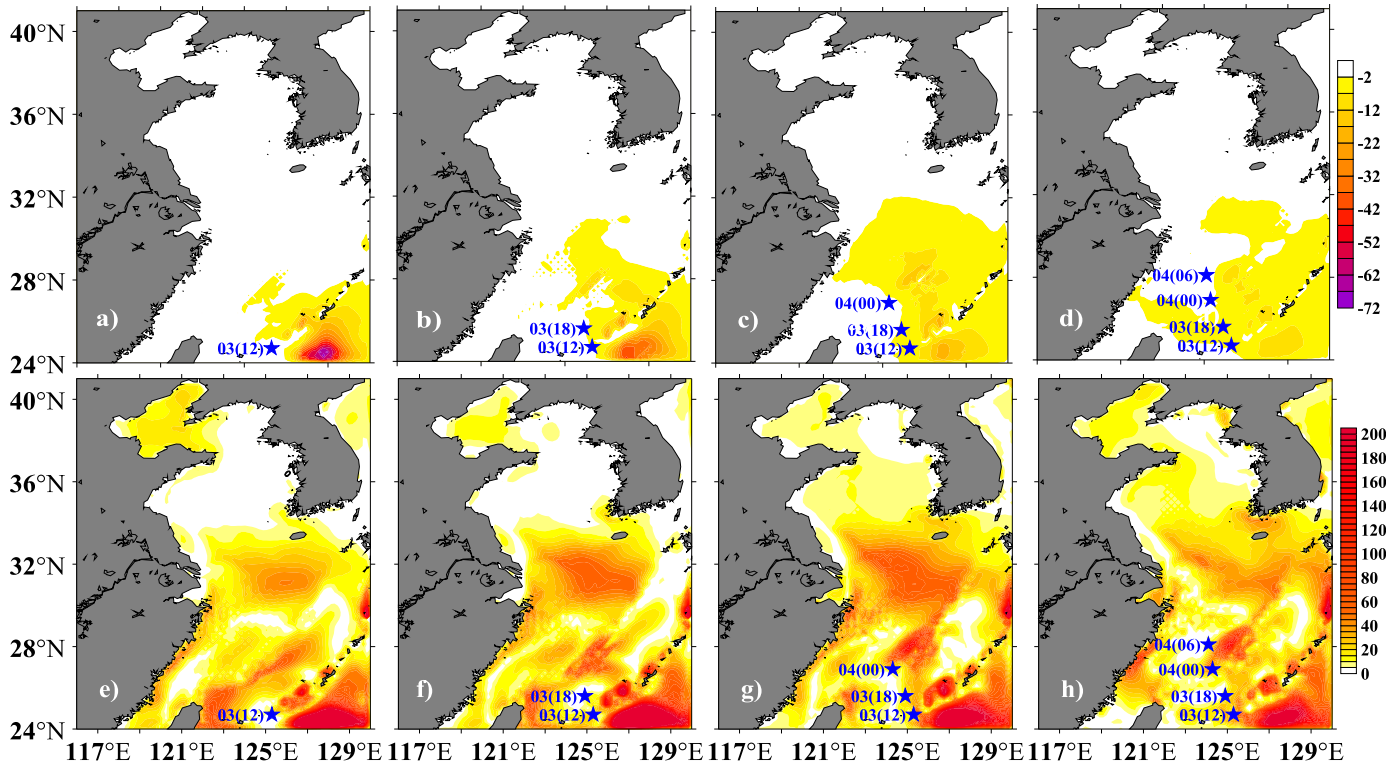 40°N
36°N
32°N
28°N
24°N
a)
03(12)
b)
03(18)
03(12)
c)
04(00)
03(18)
03(12)
d)
04(06)
04(00)
03(18)
03(12)
-2
-12
-22
-32
-42
-52
-62
-72
40°N
36°N
32°N
28°N
24°N
e)
03(12)
f)
03(18)
03(12)
g)
04(00)
03(18)
03(12)
h)
04(06)
04(00)
03(18)
03(12)
200
180
160
140
120
100
80
60
40
20
0
117°E 121°E 125°E 129°E
117°E 121°E 125°E 129°E
117°E 121°E 125°E 129°E
117°E 121°E 125°E 129°E